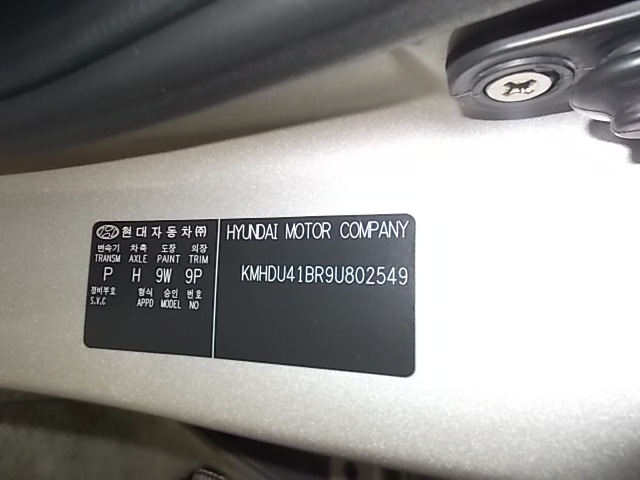 현대자동차㈜
변속기 차축 도장 의장
TRANSM AXLE PAINT TRIM
P H 9W 9P
정비부호 형식 승인 번호
S.V.C APPD MODEL NO
HYUNDAI MOTOR COMPANY
KMHDU41BR9U802549